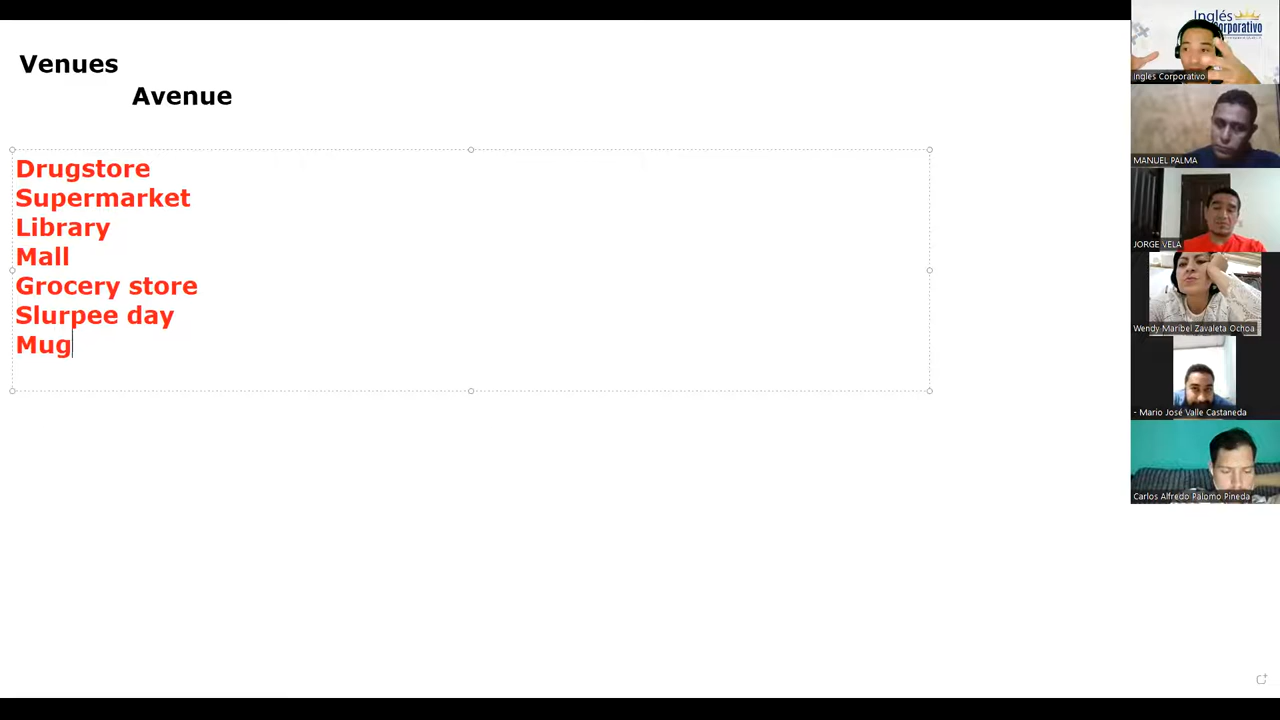 Venues
Avenue
Drugstore
Supermarket
Library
Mall
Grocery store
Slurpee day
Mug
Inglés
Corporativo
Inglés Corporativo
MANUEL PALMA
JORGE VELA
Wendy Maribel Zavaleta Ochoa
- Mario José Valle Castaneda
Carlos Alfredo Palomo Pineda